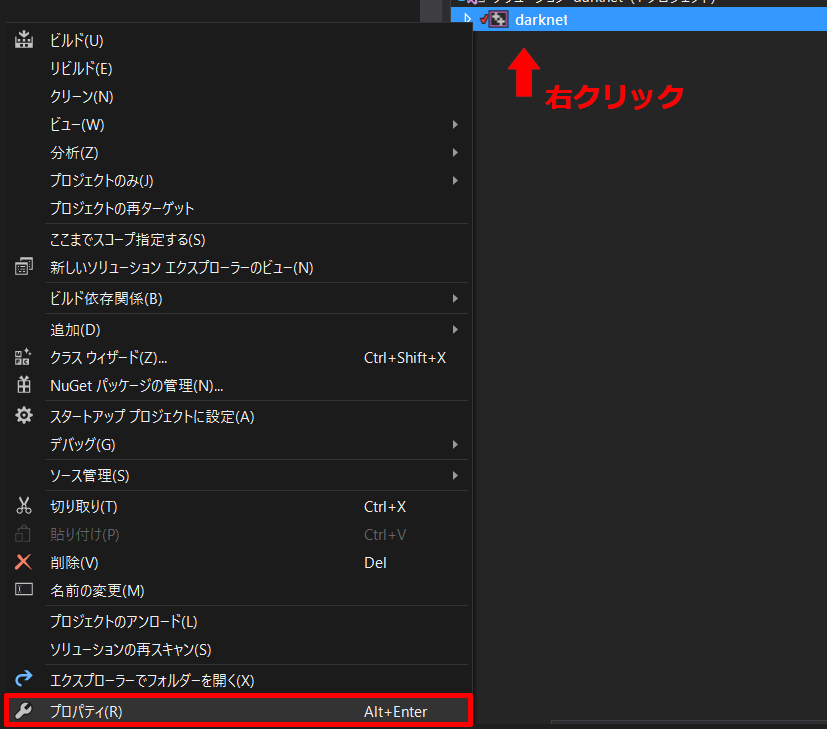 darknet
右クリック
ビルド(U)
リビルド(E)
クリーン(N)
ビュー(W)
分析(Z)
プロジェクトのみ(J)
プロジェクトの再ターゲット
ここまでスコープ指定する(S)
新しいソリューション エクスプローラーのビュー(N)
ビルド依存関係(B)
追加(D)
クラス ウィザード(Z)... Ctrl+Shift+X
NuGet パッケージの管理(N)...
スタートアップ プロジェクトに設定(A)
デバッグ(G)
ソース管理(S)
切り取り(T) Ctrl+X
貼り付け(P) Ctrl+V
削除(V) Del
名前の変更(M)
プロジェクトのアンロード(L)
ソリューションの再スキャン(S)
エクスプローラーでフォルダーを開く(X)
プロパティ(R) Alt+Enter